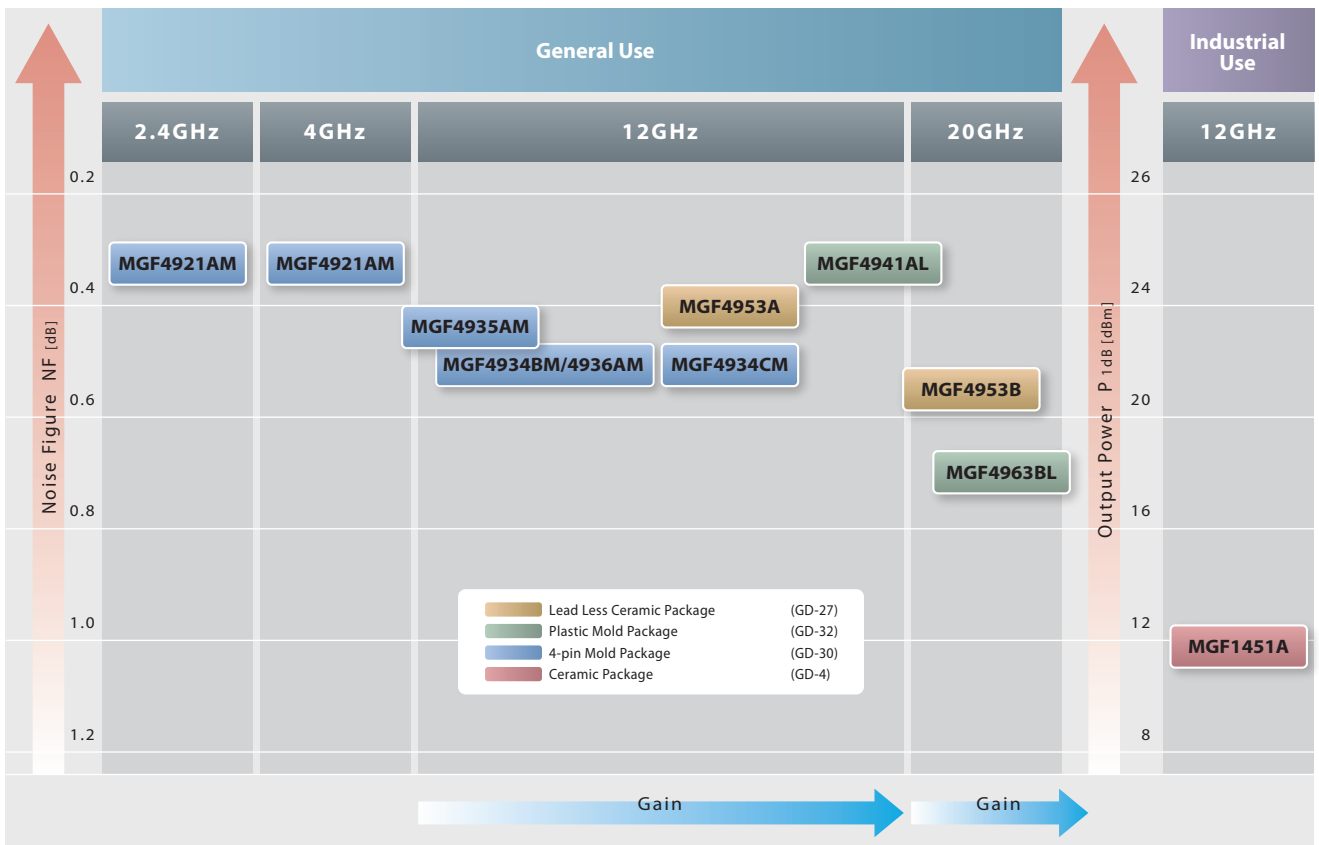 General Use
Industrial
Use
2.4GHz
4GHz
12GHz
20GHz
12GHz
0.2
0.4
0.6
0.8
1.0
1.2
Noise Figure NF [dB]
MGF4921AM
MGF4921AM
MGF4941AL
MGF4953A
MGF4935AM
MGF4934BM/4936AM
MGF4934CM
MGF4953B
MGF4963BL
Lead Less Ceramic Package (GD-27)
Plastic Mold Package (GD-32)
4-pin Mold Package (GD-30)
Ceramic Package (GD-4)
Output Power P 1dB [dBm]
26
24
20
16
12
8
MGF1451A
Gain
Gain